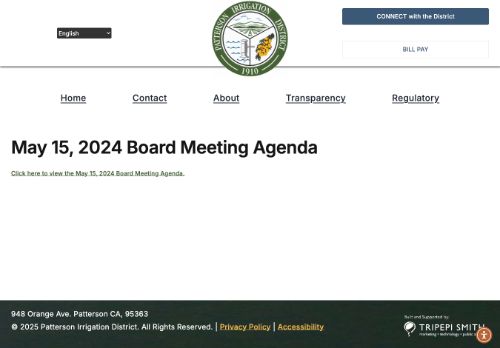 English
PATTERSON IRRIGATION DISTRICT
1910
CONNECT with the District
BILL PAY
Home
Contact
About
Transparency
Regulatory
May 15, 2024 Board Meeting Agenda
Click here to view the May 15, 2024 Board Meeting Agenda.
948 Orange Ave. Patterson CA, 95363
© 2025 Patterson Irrigation District. All Rights Reserved. | Privacy Policy | Accessibility
Built and Supported by:
TRIPEPI SMITH
marketing • technology • public